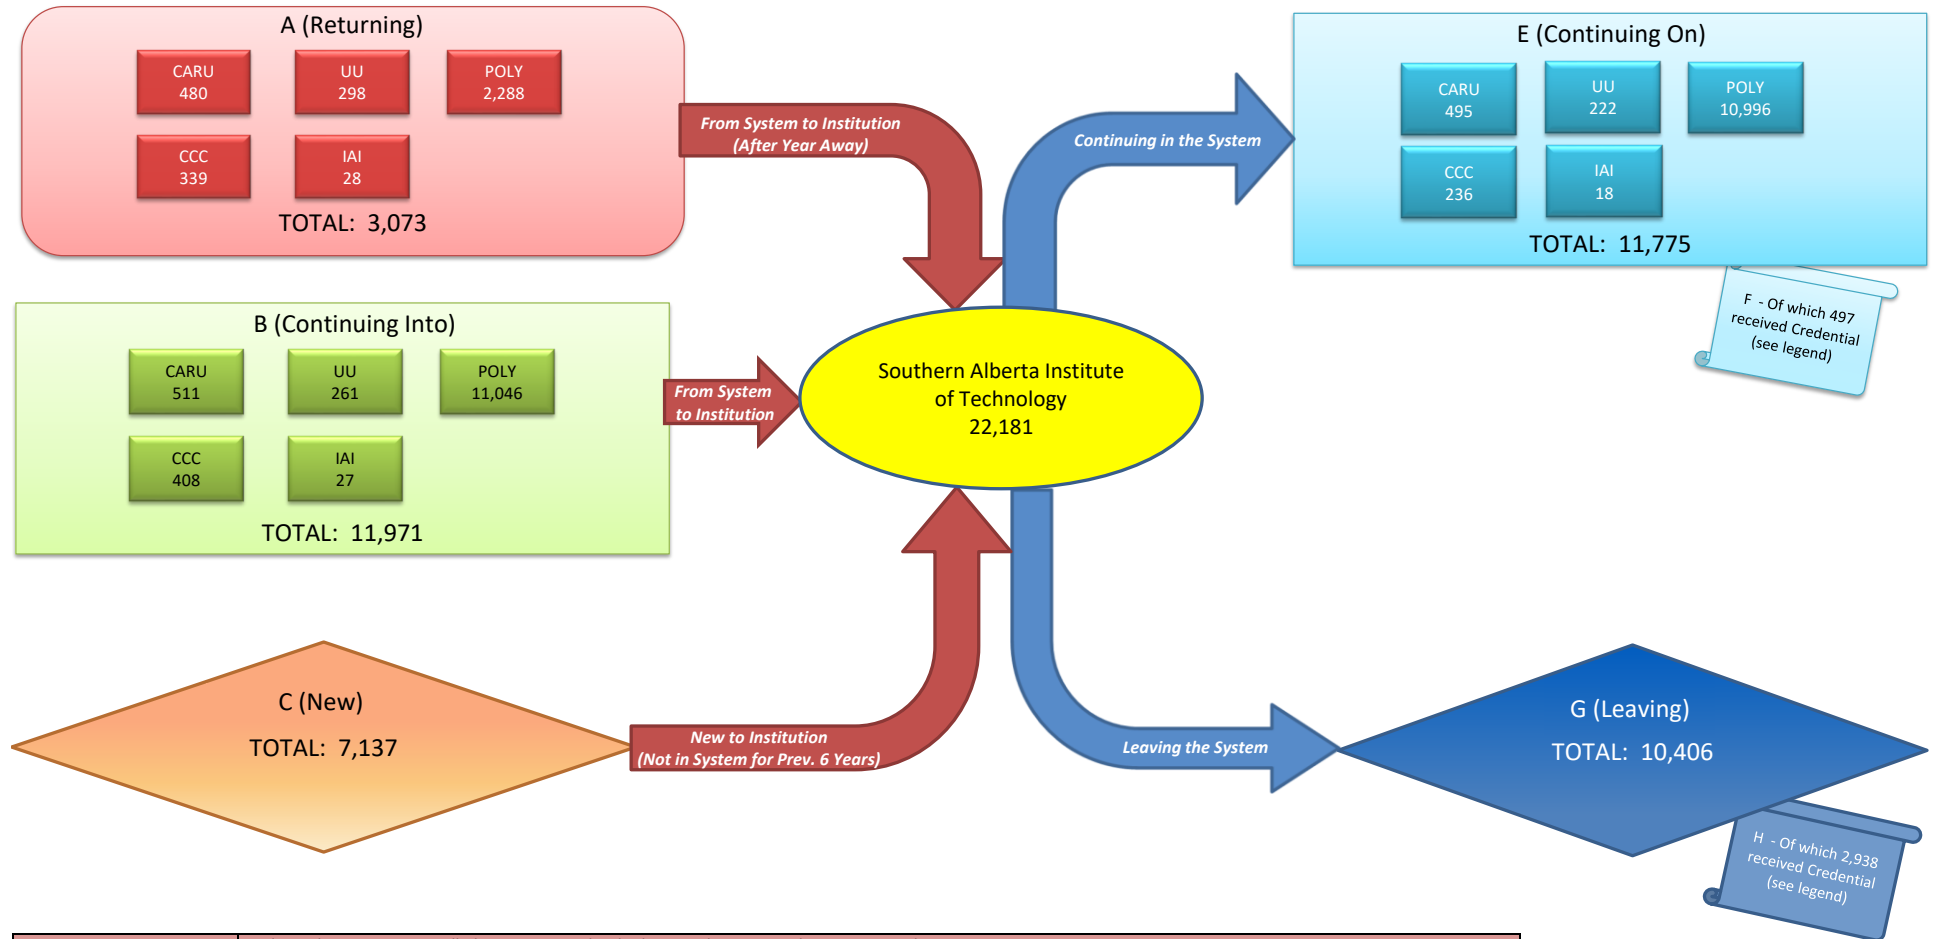 A (Returning)
CARU
480
UU
298
POLY
2,288
CCC
339
IAI
28
TOTAL: 3,073
From System to Institution
(After Year Away)
B (Continuing Into)
CARU
511
UU
261
POLY
11,046
CCC
408
IAI
27
TOTAL: 11,971
From System
to Institution
C (New)
TOTAL: 7,137
New to Institution
(Not in System for Prev. 6 Years)
Southern Alberta Institute
of Technology
22,181
Continuing in the System
E (Continuing On)
CARU
495
UU
222
POLY
10,996
CCC
236
IAI
18
TOTAL: 11,775
F - Of which 497
received Credential
(see legend)
Leaving the System
G (Leaving)
TOTAL: 10,406
H - Of which 2,938
received Credential
(see legend)